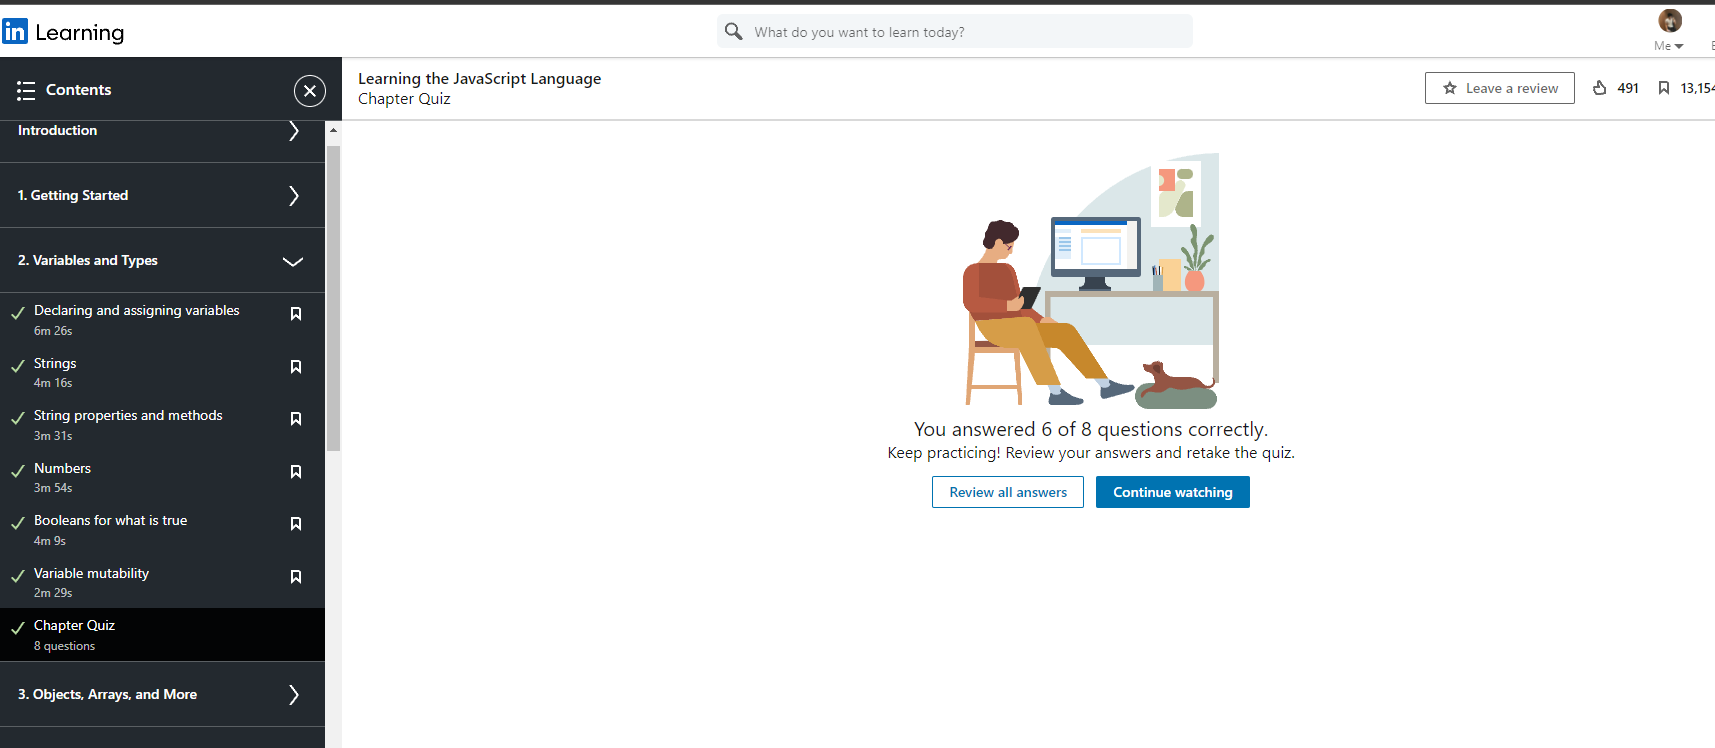 in Learning
What do you want to learn today?
Me
Contents
Learning the JavaScript Language
Chapter Quiz
Leave a review
491
13,154
Introduction
1. Getting Started
2. Variables and Types
Declaring and assigning variables
6m 26s
Strings
4m 16s
String properties and methods
3m 31s
Numbers
3m 54s
Booleans for what is true
4m 9s
Variable mutability
2m 29s
Chapter Quiz
8 questions
3. Objects, Arrays, and More
You answered 6 of 8 questions correctly.
Keep practicing! Review your answers and retake the quiz.
Review all answers
Continue watching